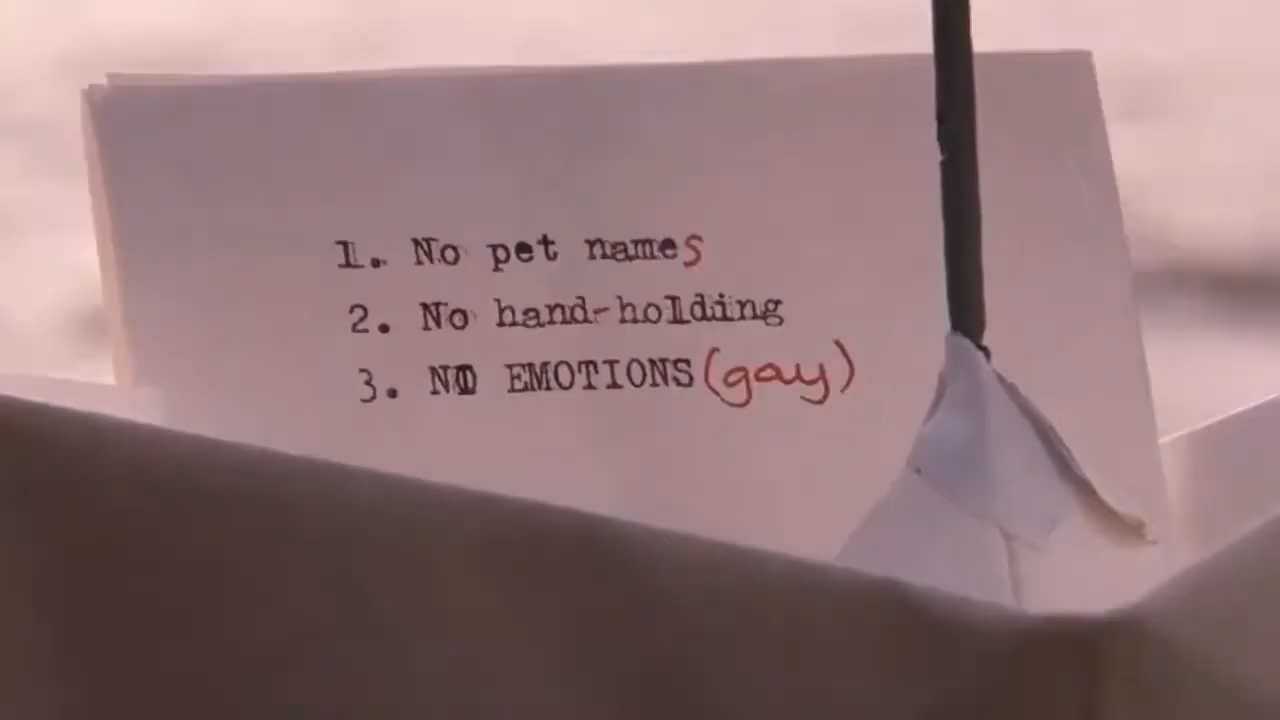 1. No pet names
2. No hand-holding
3. NO EMOTIONS (gay)